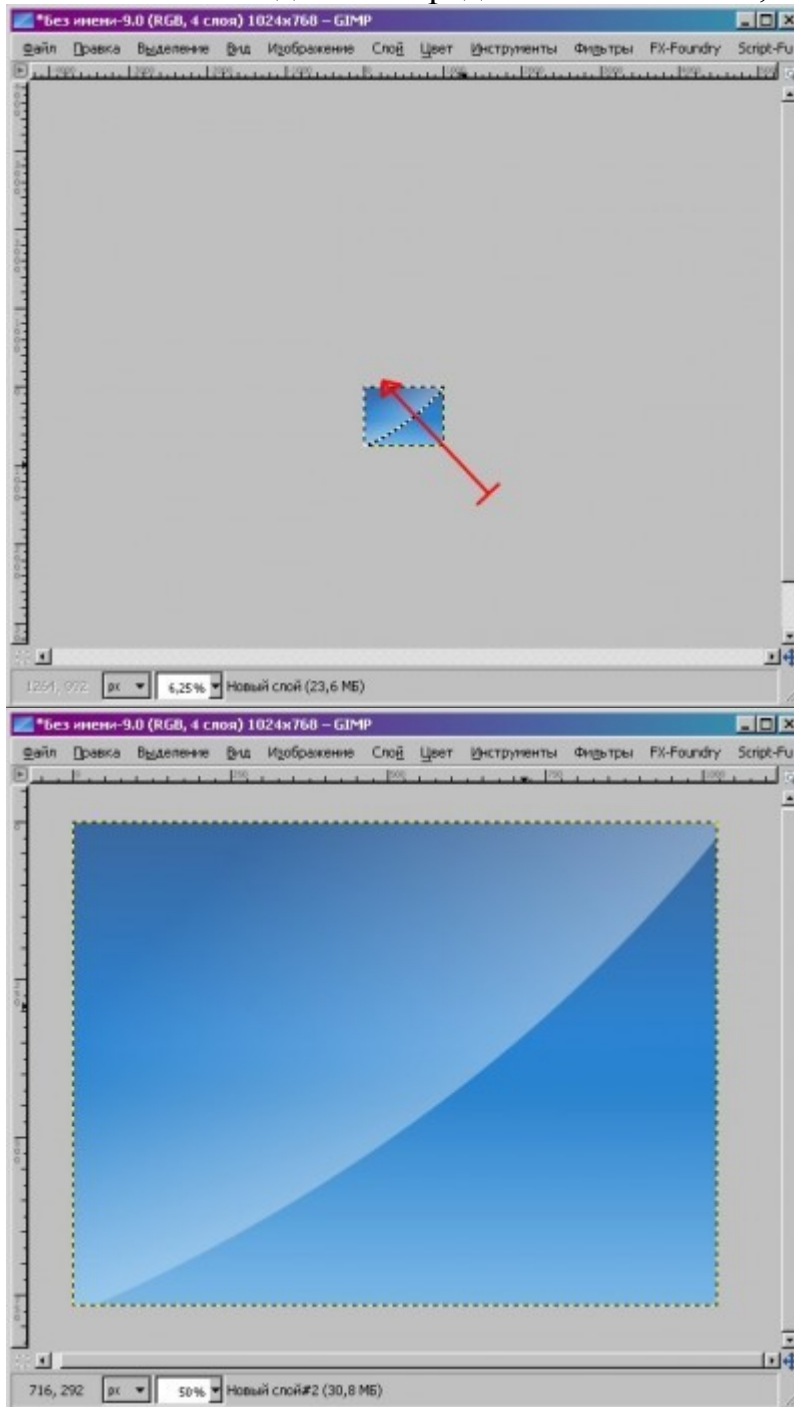 *Без имени-9.0 (RGB, 4 слоя) 1024x768 – GIMP
Файл Правка Выделение Вид Изображение Слой Цвет Инструменты Фильтры FX-Foundry Script-Fu
px 6,25% Новый слой (23,6 МБ)
*Без имени-9.0 (RGB, 4 слоя) 1024x768 – GIMP
Файл Правка Выделение Вид Изображение Слой Цвет Инструменты Фильтры FX-Foundry Script-Fu
716, 292 px 50% Новый слой#2 (30,8 МБ)